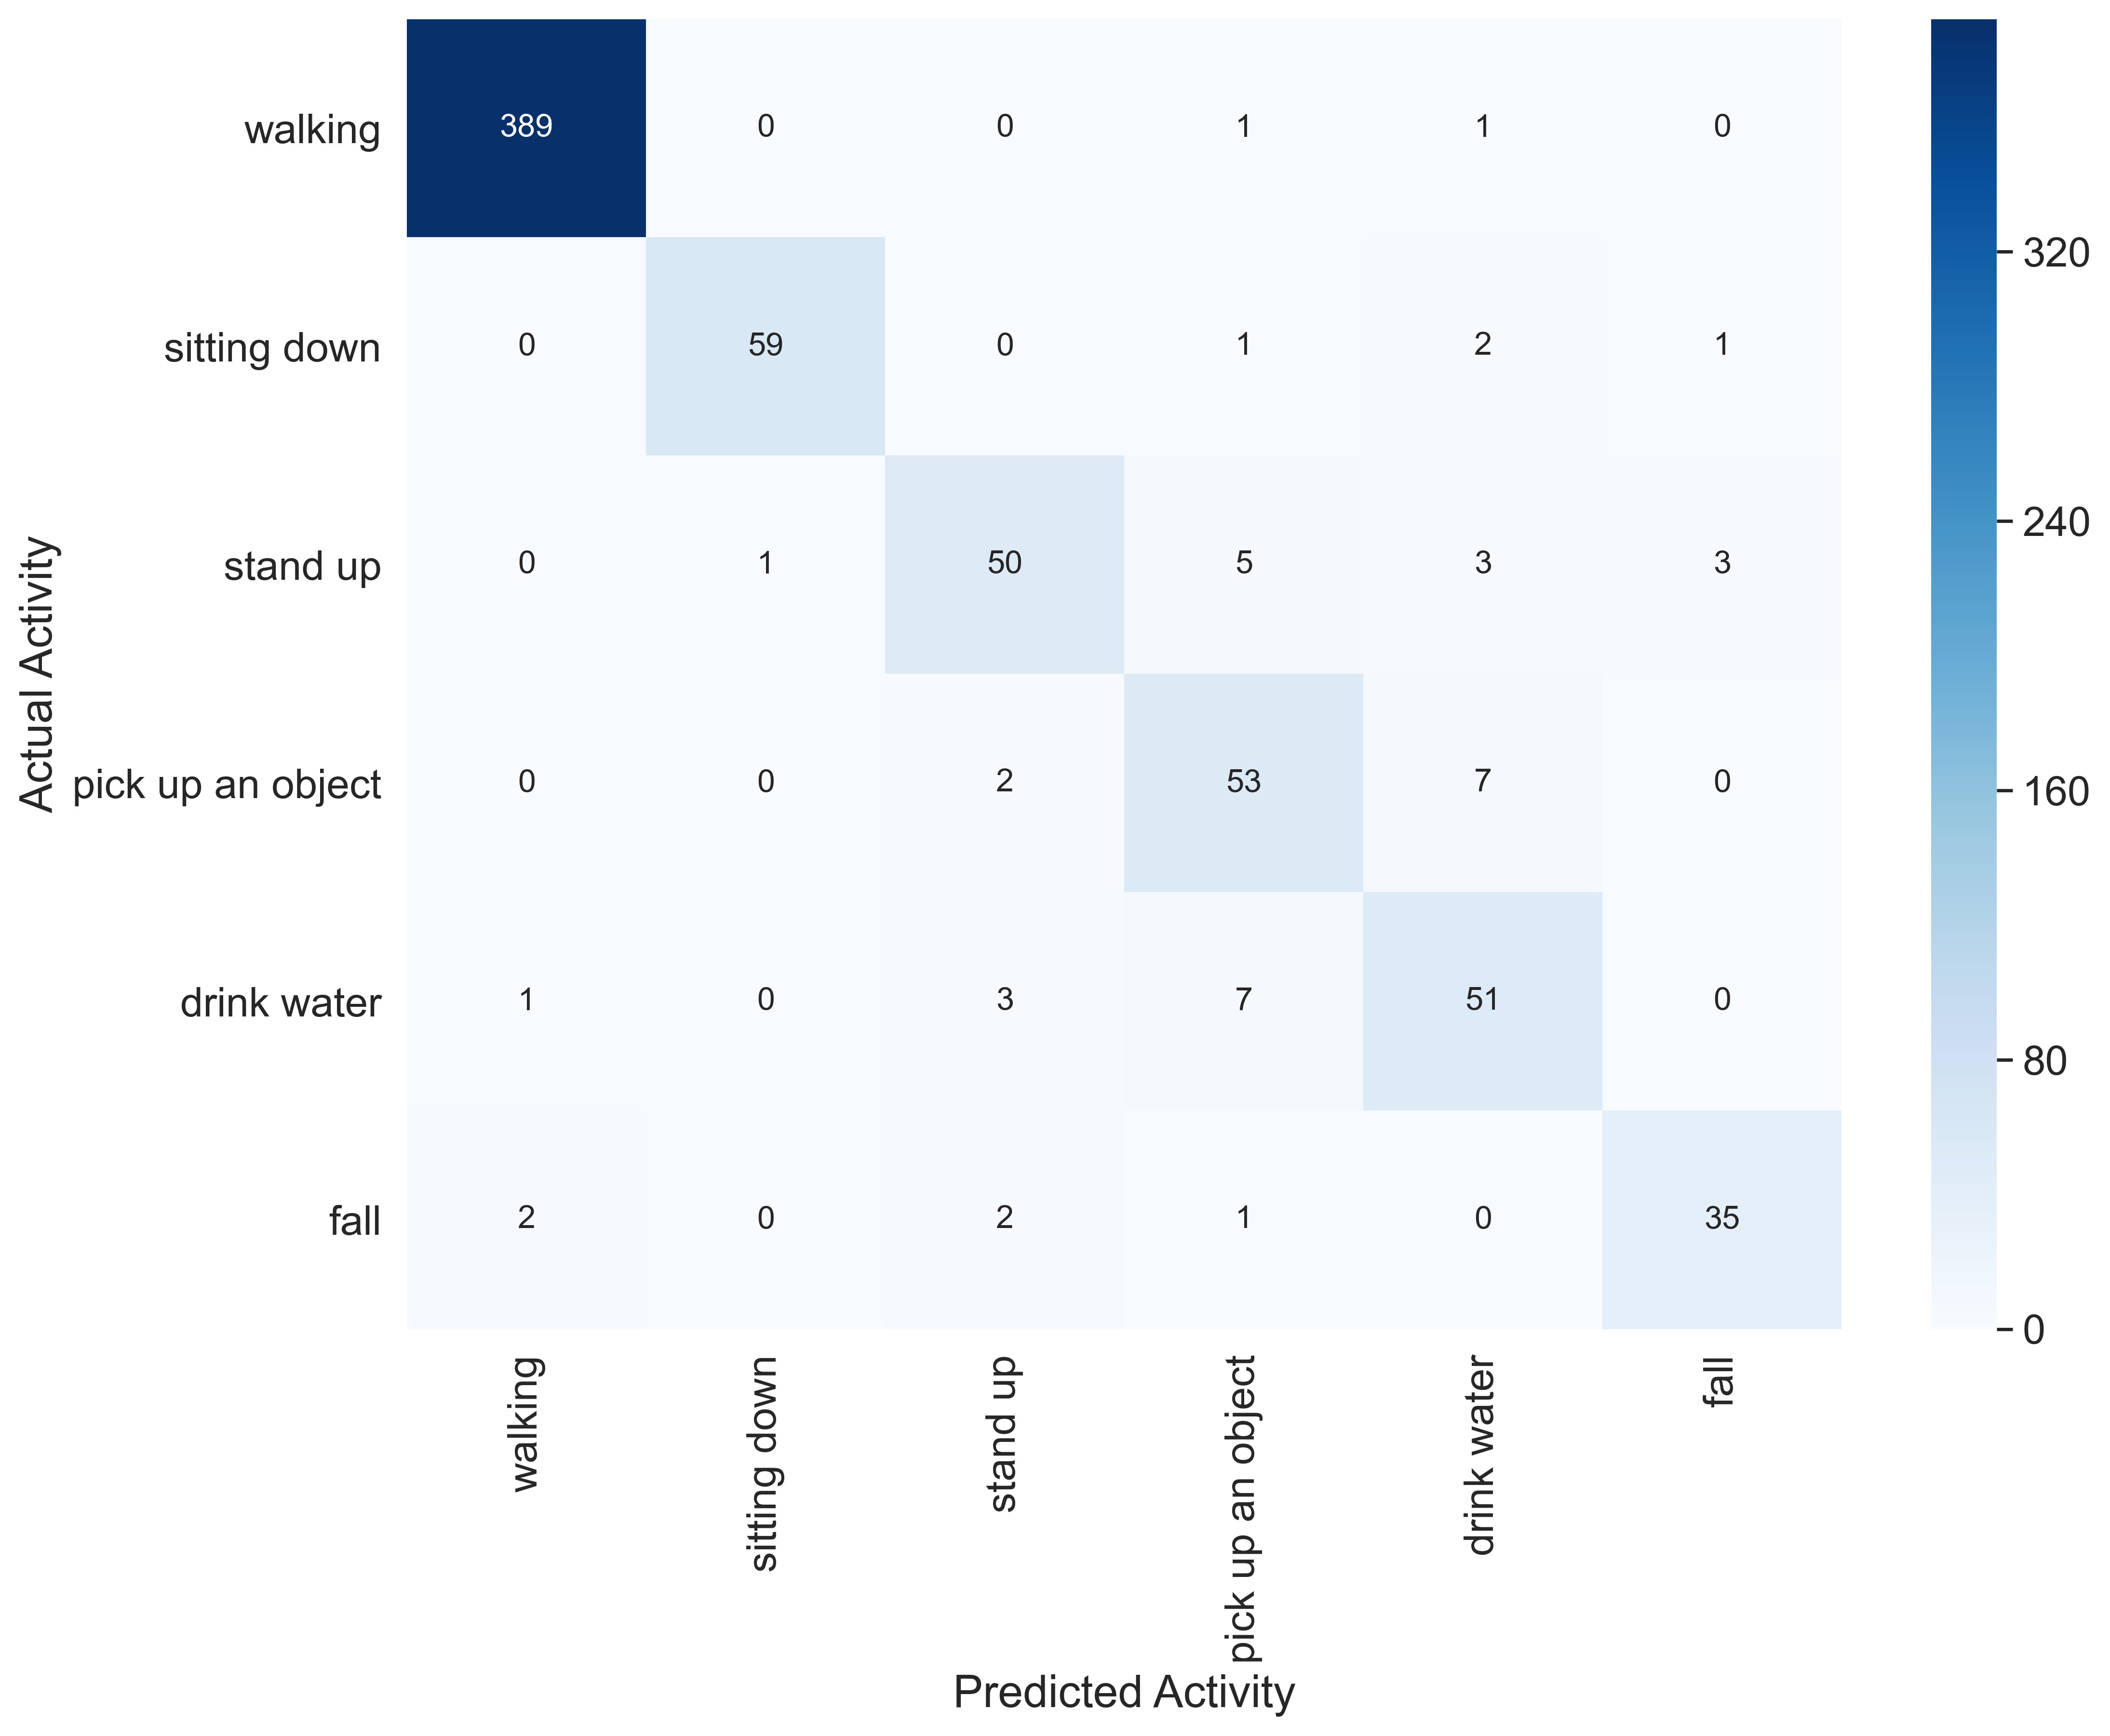 walking 389 0 0 1 1 0
320
sitting down 0 59 0 1 2 1
240
stand up 0 1 50 5 3 3
Actual Activity
pick up an object 0 0 2 53 7 0
160
drink water 1 0 3 7 51 0
80
fall 2 0 2 1 0 35
0
walking
sitting down
stand up
pick up an object
drink water
fall
Predicted Activity